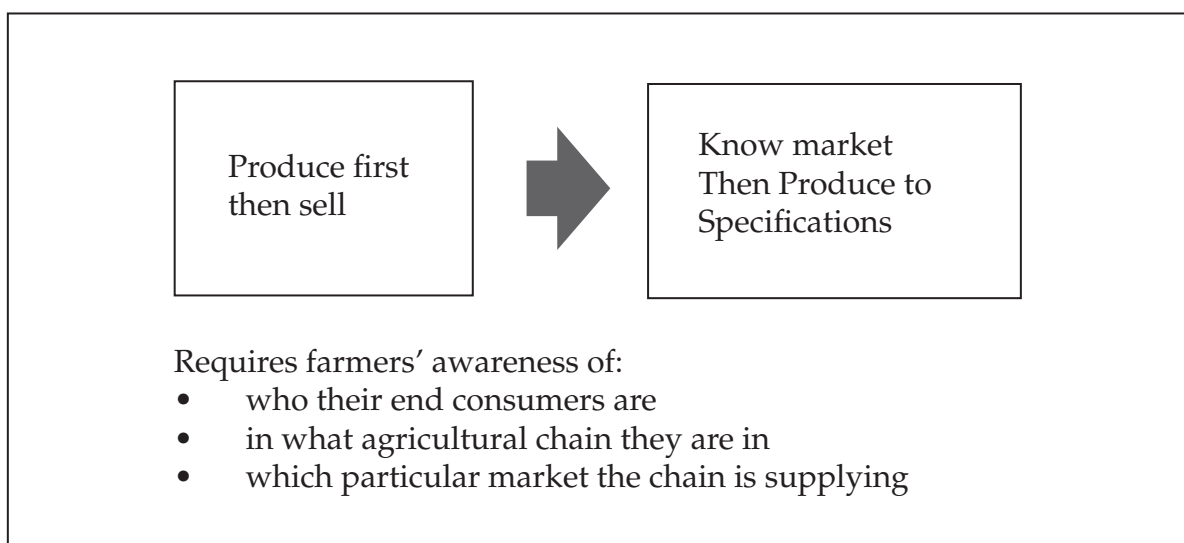 Produce first
then sell
Know market
Then Produce to
Specifications
Requires farmers’ awareness of:
• who their end consumers are
• in what agricultural chain they are in
• which particular market the chain is supplying